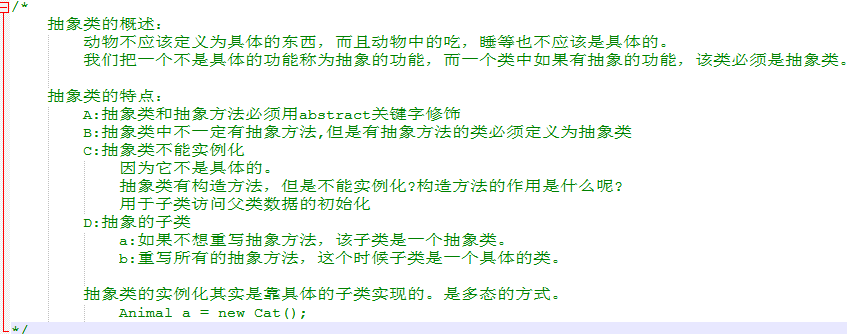 /*
抽象类的概述:
动物不应该定义为具体的东西，而且动物中的吃，睡等也不应该是具体的。
我们把一个不是具体的功能称为抽象的功能，而一个类中如果有抽象的功能，该类必须是抽象类。
抽象类的特点:
A:抽象类和抽象方法必须用abstract关键字修饰
B:抽象类中不一定有抽象方法,但是有抽象方法的类必须定义为抽象类
C:抽象类不能实例化
因为它不是具体的。
抽象类有构造方法，但是不能实例化?构造方法的作用是什么呢?
用于子类访问父类数据的初始化
D:抽象的子类
a:如果不想重写抽象方法，该子类是一个抽象类。
b:重写所有的抽象方法，这个时候子类是一个具体的类。
抽象类的实例化其实是靠具体的子类实现的。是多态的方式。
Animal a = new Cat();
*/